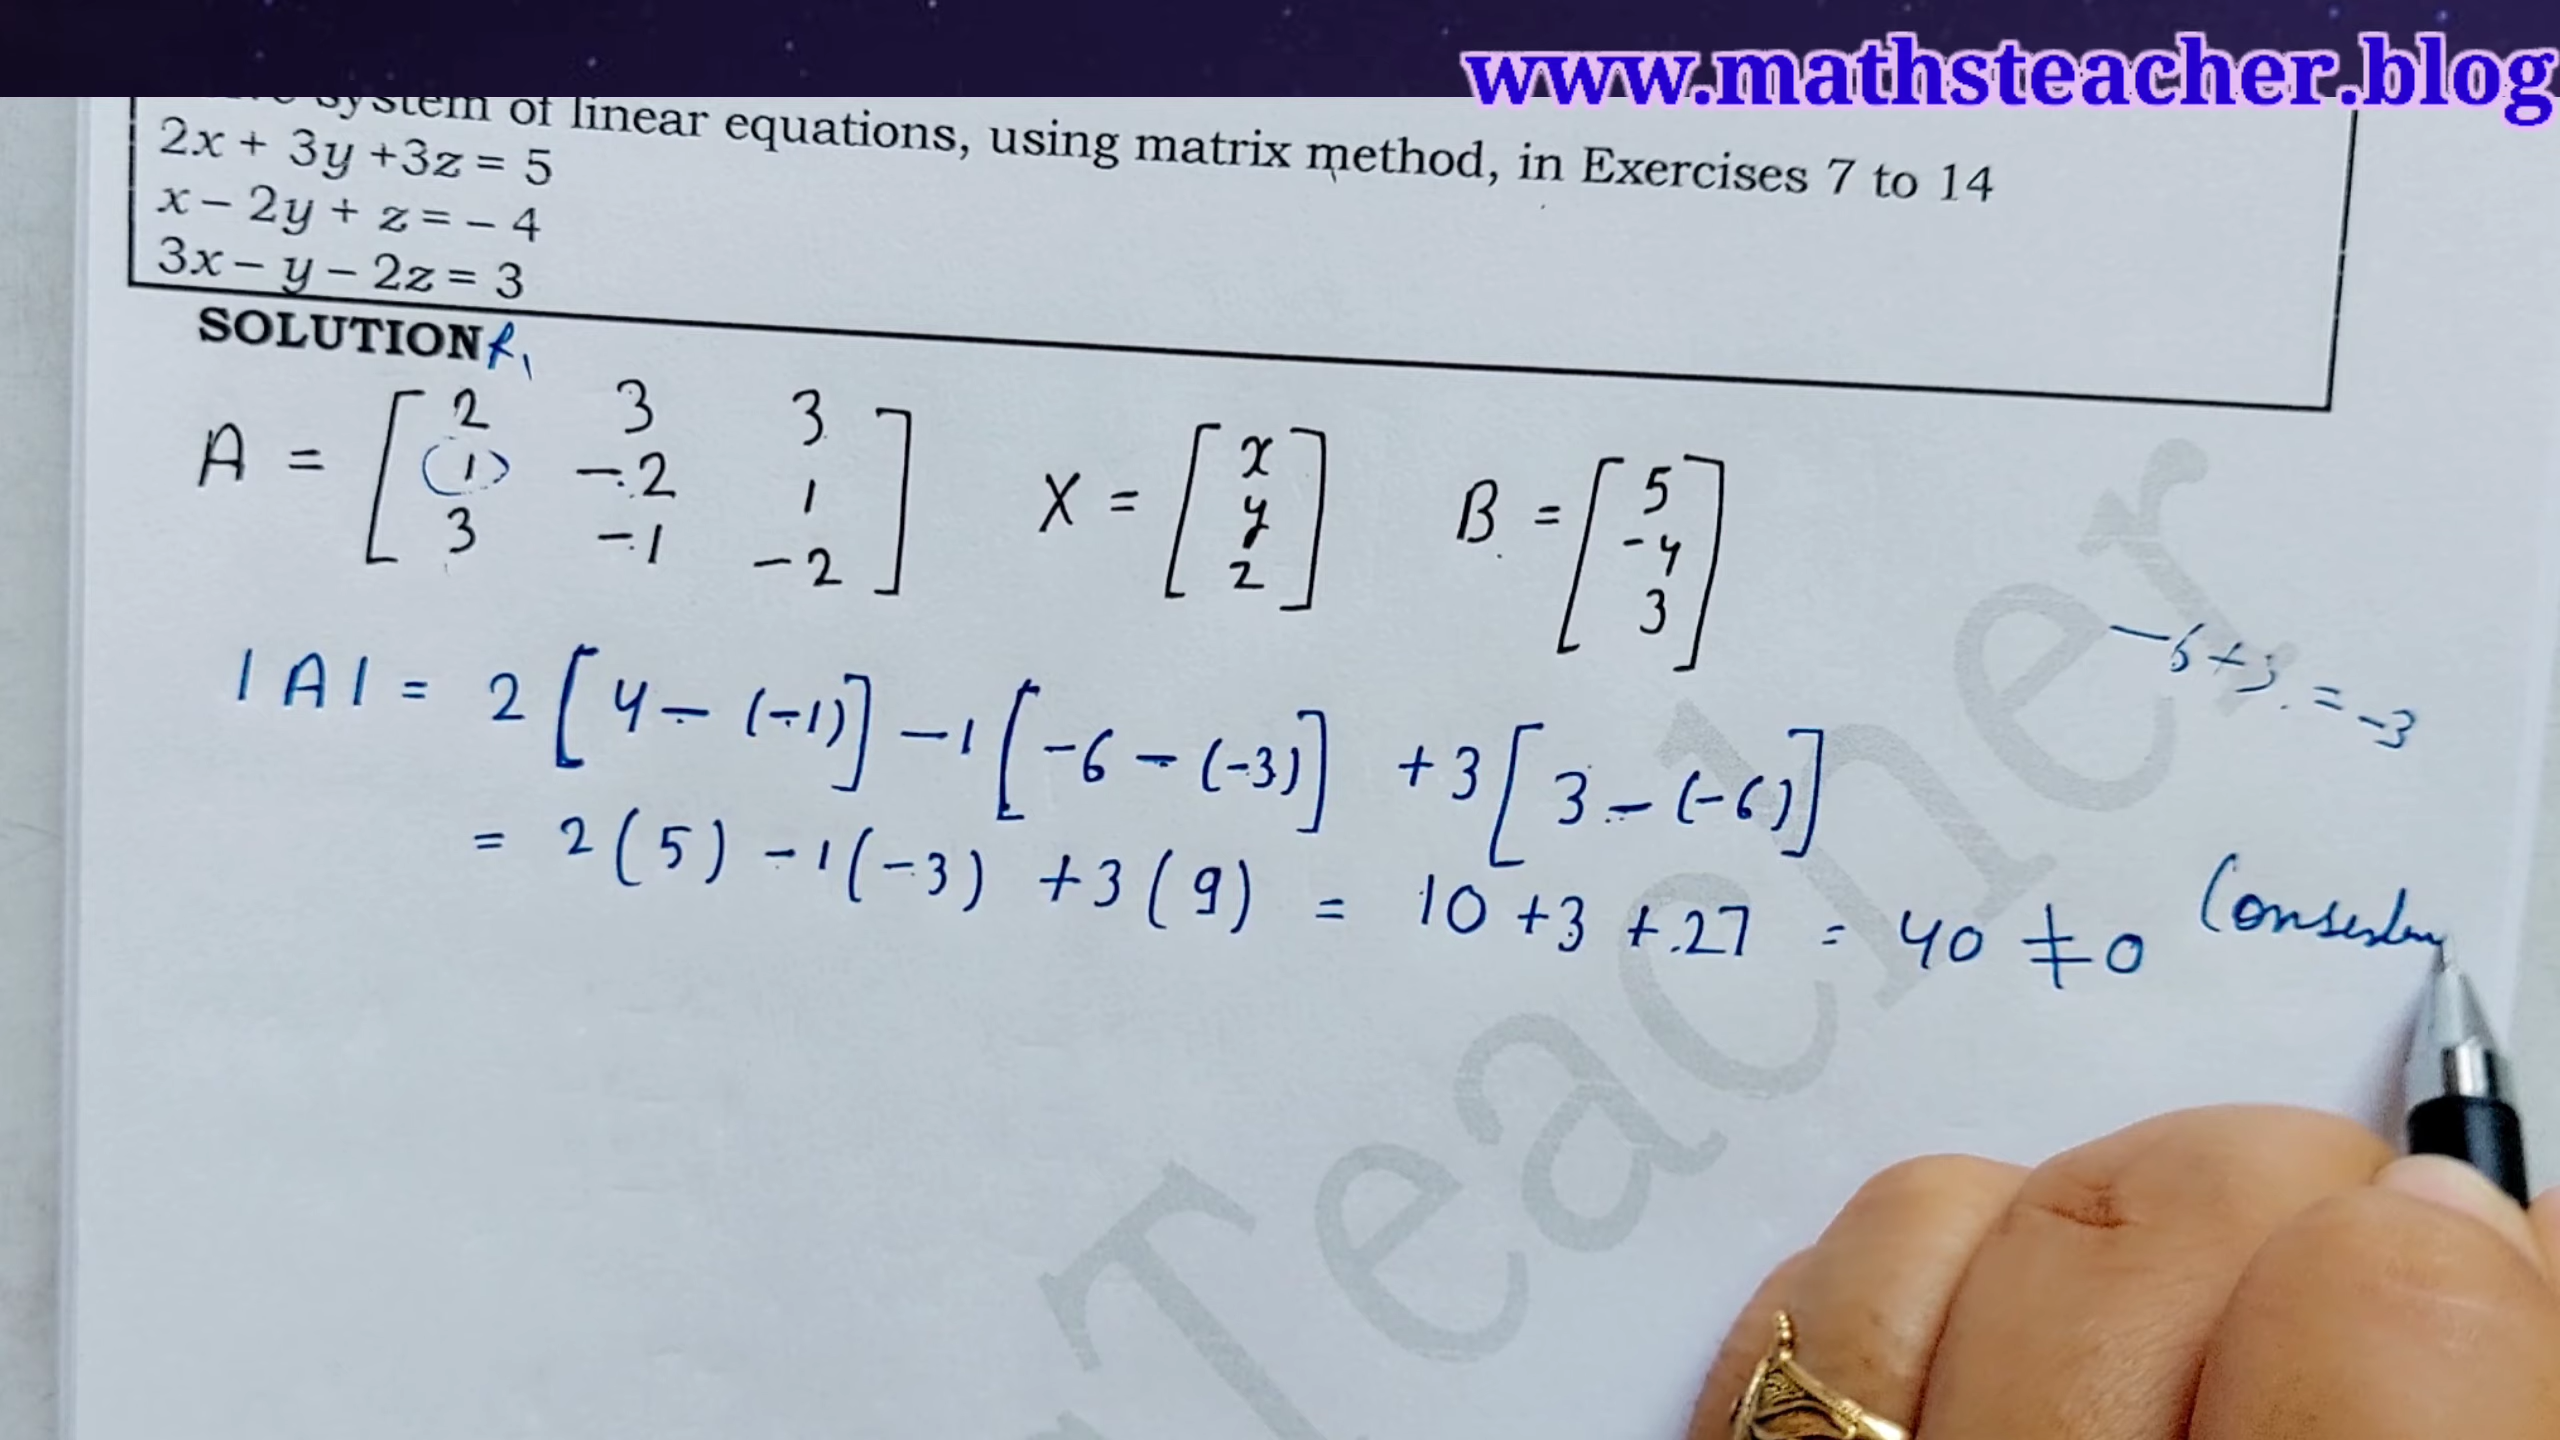 www.mathsteacher.blog
system of linear equations, using matrix method, in Exercises 7 to 14
2x + 3y +3z = 5
x – 2y + z = – 4
3x – y – 2z = 3
SOLUTION R₁
A = [2 3 3
(1) -2 1
3 -1 -2]
X = [x
y
z]
B = [5
-4
3]
-6+3 = -3
|A| = 2[4 - (-1)] -1[-6 - (-3)] +3[3 - (-6)]
= 2(5) -1(-3) +3(9) = 10 +3 +27 = 40 ≠ 0
Teacher